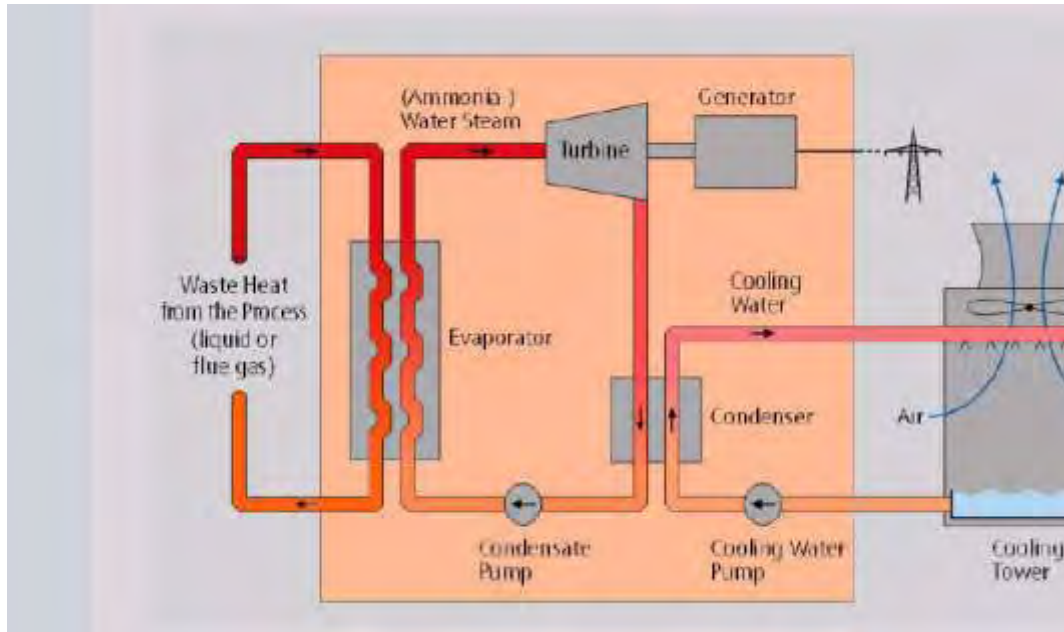 (Ammonia )
Water Steam
Generator
Turbine
Waste Heat
from the Process
(liquid or
flue gas)
Evaporator
Cooling
Water
Condenser
Air
Condensate
Pump
Cooling Water
Pump
Cooling
Tower